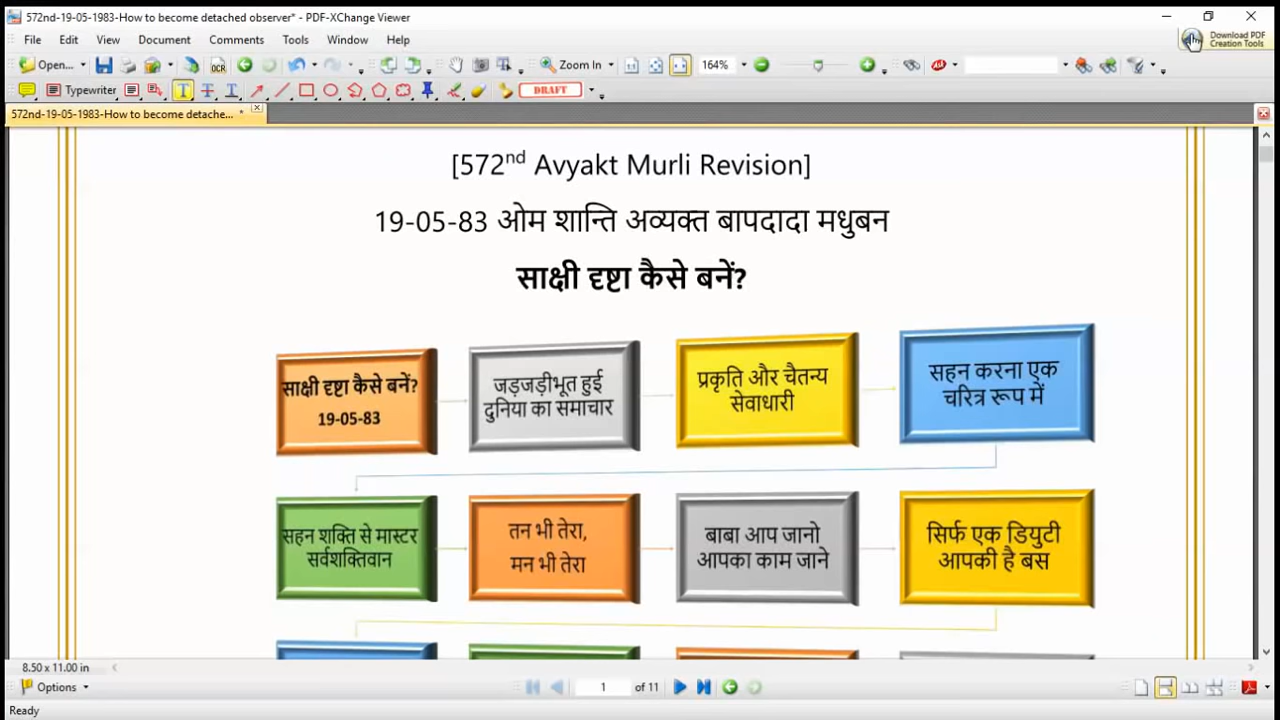 572nd-19-05-1983-How to become detached observer* - PDF-XChange Viewer
File Edit View Document Comments Tools Window Help
Download PDF
Creation Tools
Open... OCR Zoom In 164%
Typewriter DRAFT
572nd-19-05-1983-How to become detache... *
[572nd Avyakt Murli Revision]
19-05-83 ओम शान्ति अव्यक्त बापदादा मधुबन
साक्षी दृष्टा कैसे बनें?
साक्षी दृष्टा कैसे बनें?
19-05-83
जड़जड़ीभूत हुई
दुनिया का समाचार
प्रकृति और चैतन्य
सेवाधारी
सहन करना एक
चरित्र रूप में
सहन शक्ति से मास्टर
सर्वशक्तिवान
तन भी तेरा,
मन भी तेरा
बाबा आप जानो
आपका काम जाने
सिर्फ एक डियुटी
आपकी है बस
8.50 x 11.00 in
Options 1 of 11
Ready